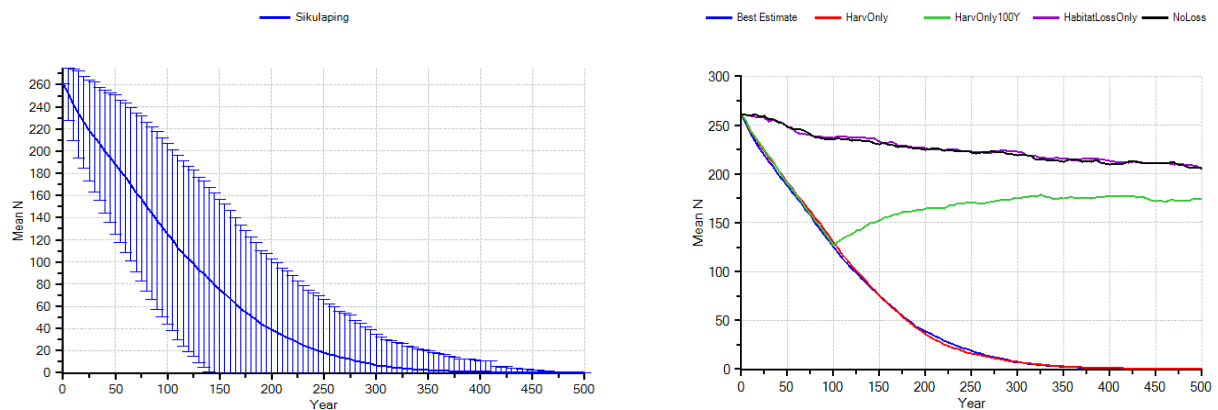 Sikulaping
260
240
220
200
180
160
140
120
100
80
60
40
20
0
Mean N
0 50 100 150 200 250 300 350 400 450 500
Year
Best Estimate HarvOnly HarvOnly100Y HabitatLossOnly NoLoss
300
250
200
150
100
50
0
Mean N
0 50 100 150 200 250 300 350 400 450 500
Year